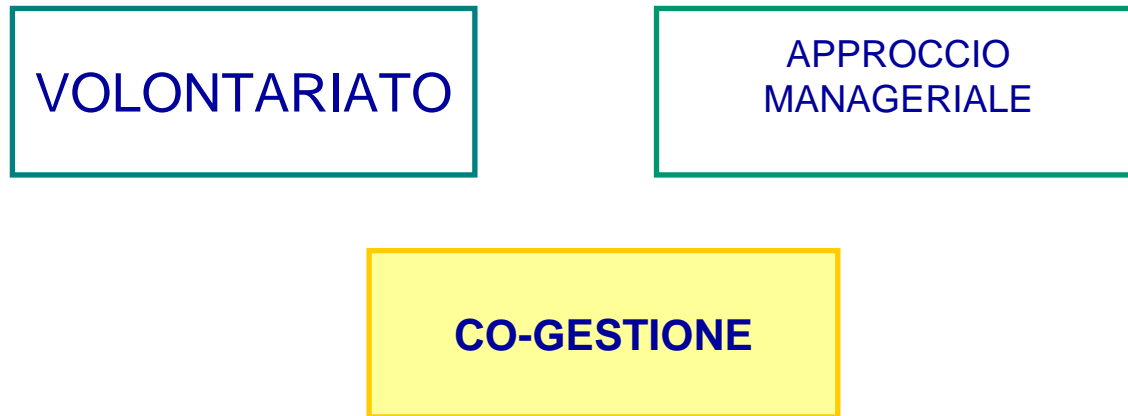 VOLONTARIATO
APPROCCIO
MANAGERIALE
CO-GESTIONE